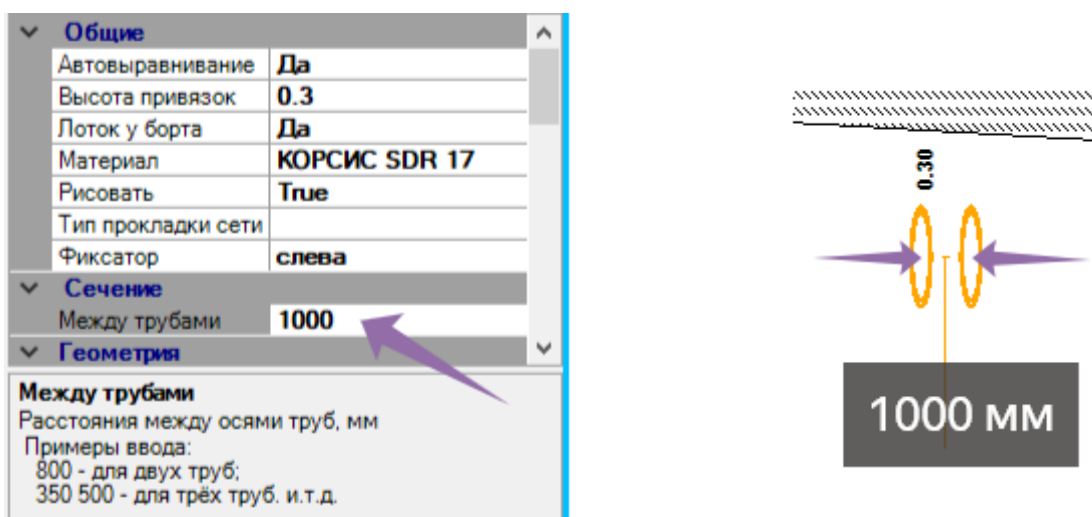 Общие
Автовыравнивание Да
Высота привязок 0.3
Лоток у борта Да
Материал КОРСИС SDR 17
Рисовать True
Тип прокладки сети
Фиксатор слева
Сечение
Между трубами 1000
Геометрия
Между трубами
Расстояния между осями труб, мм
Примеры ввода:
800 - для двух труб;
350 500 - для трёх труб. и.т.д.
0.30
1000 мм